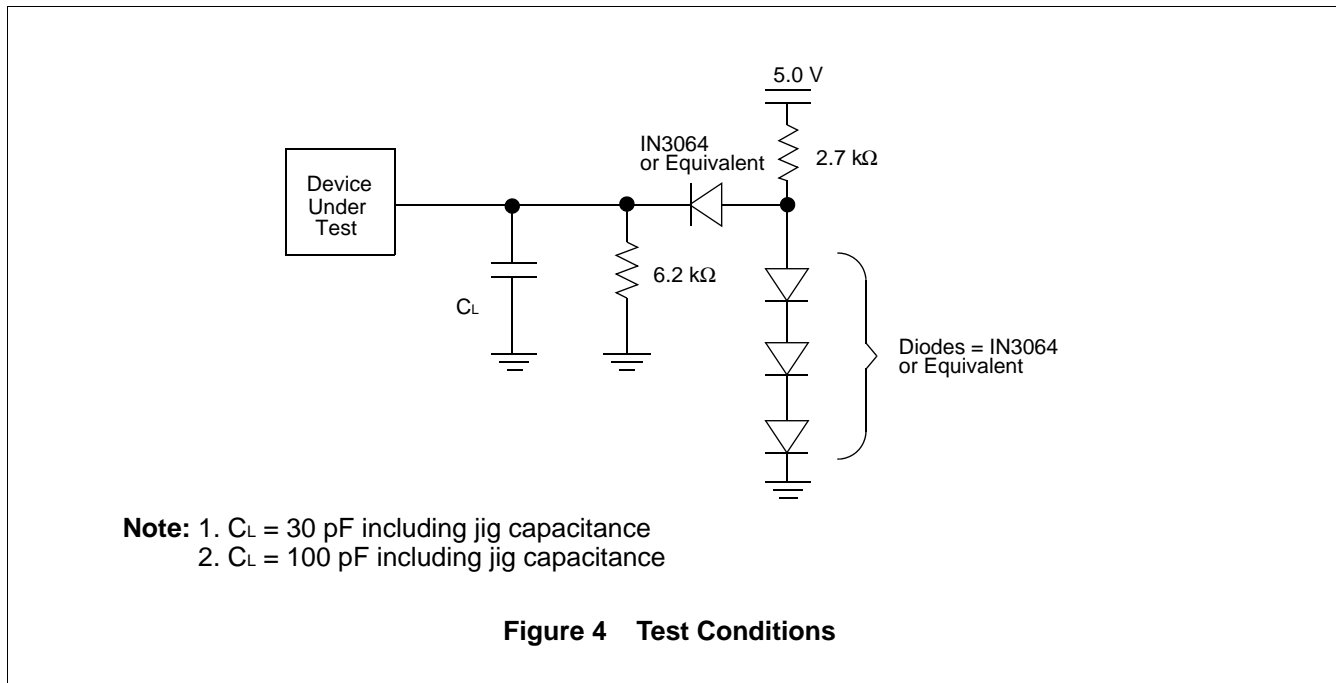 5.0 V
IN3064
or Equivalent
2.7 kΩ
Device
Under
Test
6.2 kΩ
CL
Diodes = IN3064
or Equivalent
Note: 1. CL = 30 pF including jig capacitance
2. CL = 100 pF including jig capacitance
Figure 4 Test Conditions